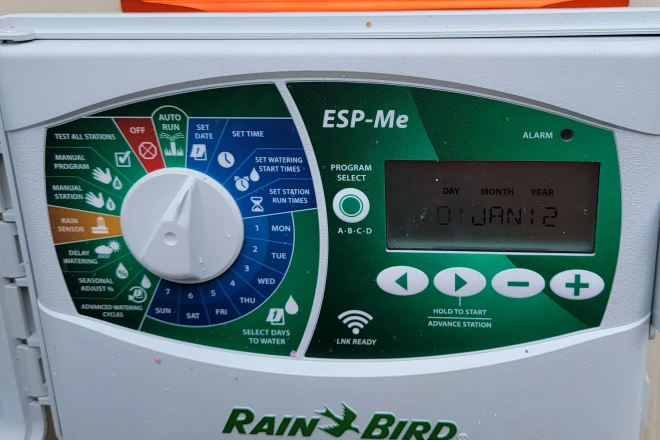 ESP-Me
ALARM
OFF
AUTO
RUN
SET
DATE
SET TIME
TEST ALL STATIONS
MANUAL
PROGRAM
SET WATERING
START TIMES
MANUAL
STATION
A
SET STATION
RUN TIMES
RAIN
SENSOR
1 MON
2 TUE
3 WED
4 THU
5 FRI
6 SAT
7 SUN
DELAY
WATERING
SEASONAL
ADJUST %
ADVANCED WATERING
CYCLES
SELECT DAYS
TO WATER
PROGRAM
SELECT
A-B-C-D
DAY MONTH YEAR
01JAN12
HOLD TO START
ADVANCE STATION
LNK READY
RAIN BIRD